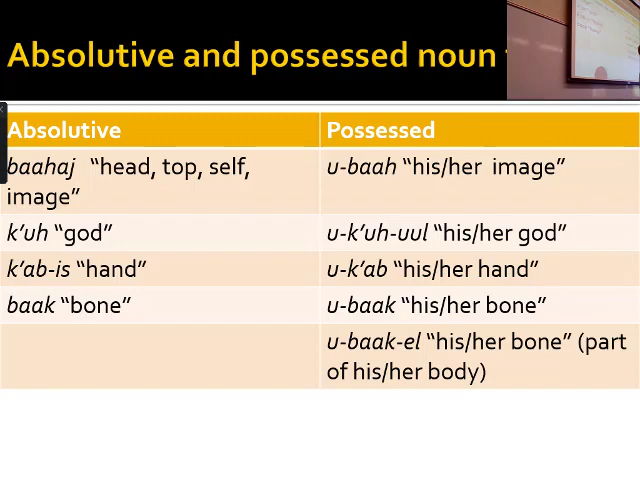 Absolutive and possessed noun
Absolutive
Possessed
baahaj “head, top, self,
image”
u-baah “his/her image”
k’uh “god”
u-k’uh-uul “his/her god”
k’ab-is “hand”
u-k’ab “his/her hand”
baak “bone”
u-baak “his/her bone”
u-baak-el “his/her bone” (part
of his/her body)